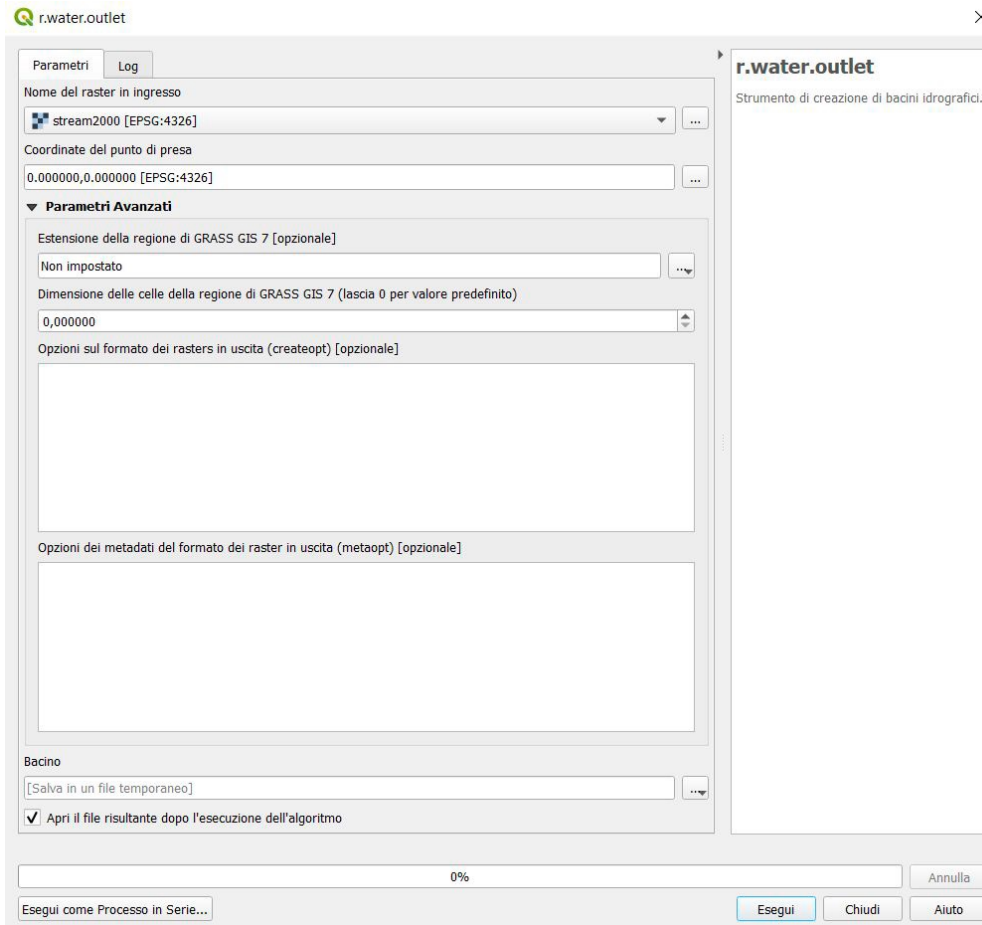 r.water.outlet
Parametri
Log
Nome del raster in ingresso
stream2000 [EPSG:4326]
...
Coordinate del punto di presa
0.000000,0.000000 [EPSG:4326]
...
Parametri Avanzati
Estensione della regione di GRASS GIS 7 [opzionale]
Non impostato
...
Dimensione delle celle della regione di GRASS GIS 7 (lascia 0 per valore predefinito)
0,000000
Opzioni sul formato dei rasters in uscita (createopt) [opzionale]
Opzioni dei metadati del formato dei raster in uscita (metaopt) [opzionale]
Bacino
[Salva in un file temporaneo]
...
Apri il file risultante dopo l'esecuzione dell'algoritmo
r.water.outlet
Strumento di creazione di bacini idrografici.
0%
Annulla
Esegui come Processo in Serie...
Esegui
Chiudi
Aiuto